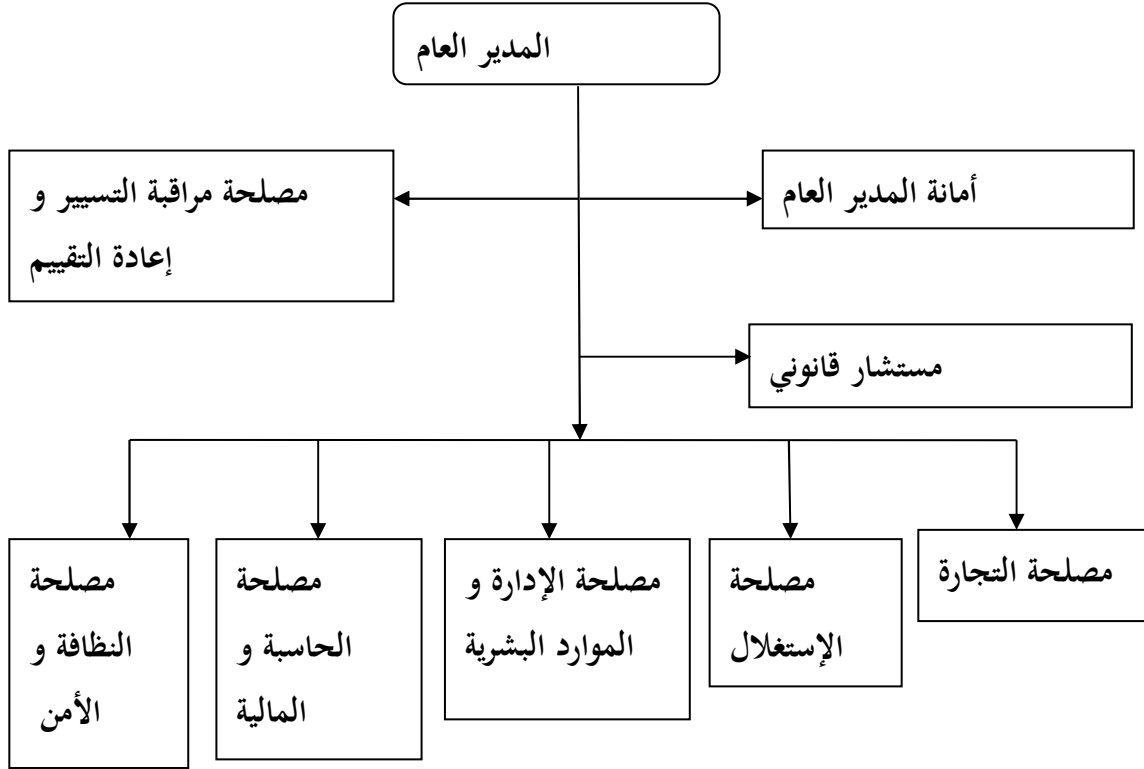 المدير العام
أمانة المدير العام
مصلحة مراقبة التسيير و
إعادة التقييم
مستشار قانوني
مصلحة التجارة
مصلحة
الإستغلال
مصلحة الإدارة و
الموارد البشرية
مصلحة
الحاسبة و
المالية
مصلحة
النظافة و
الأمن